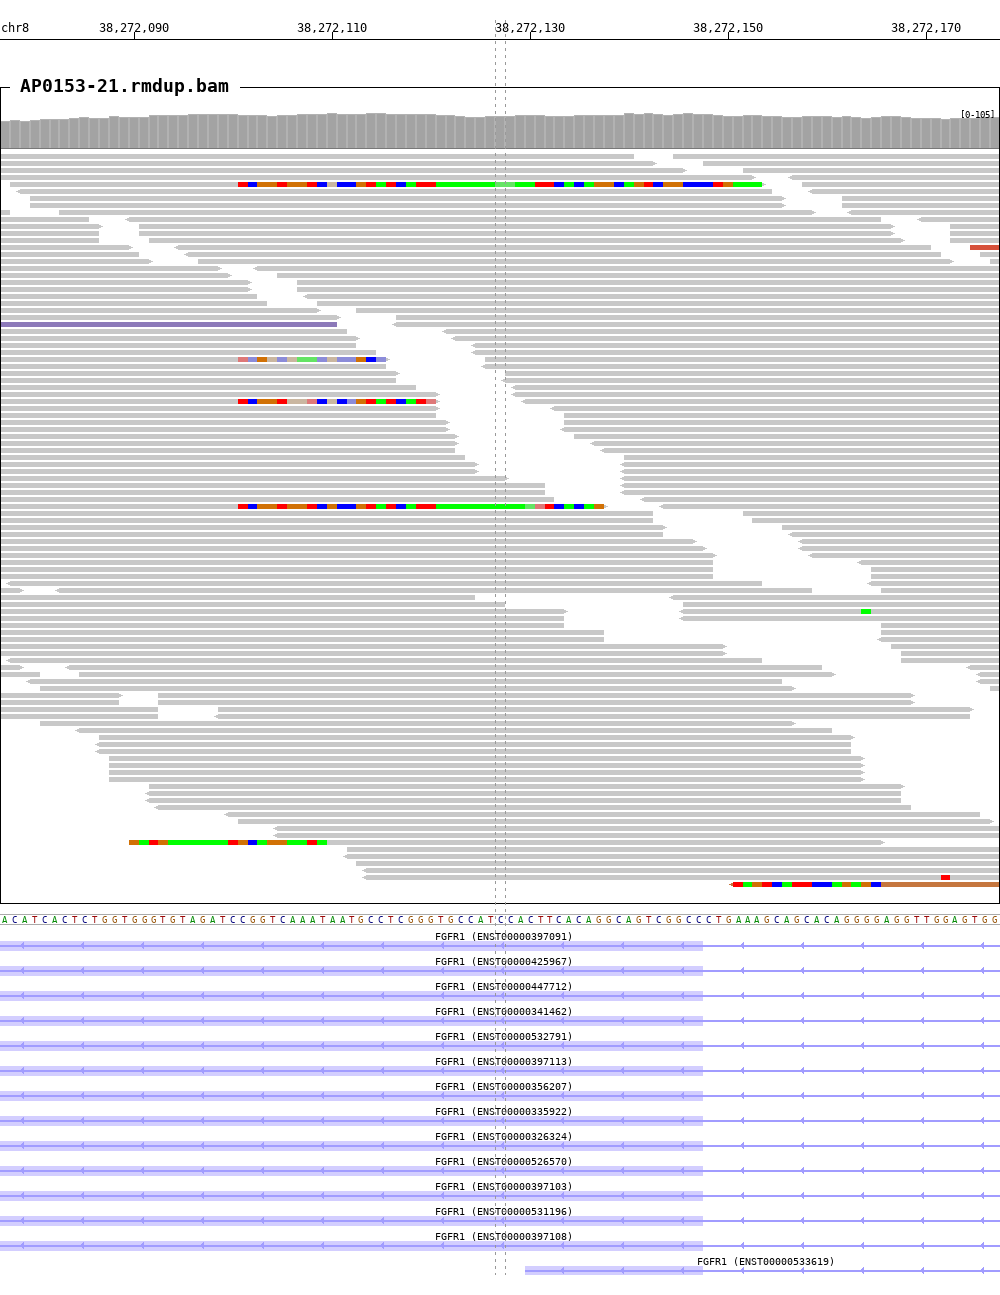 chr8 38,272,090 38,272,110 38,272,130 38,272,150 38,272,170
AP0153-21.rmdup.bam
[0-105]
A C A T C A C T C T G G T G G G T G T A G A T C C G G T C A A A T A A T G C C T C G G G T G C C A T C C A C T T C A C A G G C A G T C G G C C C T G A A A G C A G C A C A G G G G A G G T T G G A G T G G
FGFR1 (ENST00000397091)
FGFR1 (ENST00000425967)
FGFR1 (ENST00000447712)
FGFR1 (ENST00000341462)
FGFR1 (ENST00000532791)
FGFR1 (ENST00000397113)
FGFR1 (ENST00000356207)
FGFR1 (ENST00000335922)
FGFR1 (ENST00000326324)
FGFR1 (ENST00000526570)
FGFR1 (ENST00000397103)
FGFR1 (ENST00000531196)
FGFR1 (ENST00000397108)
FGFR1 (ENST00000533619)